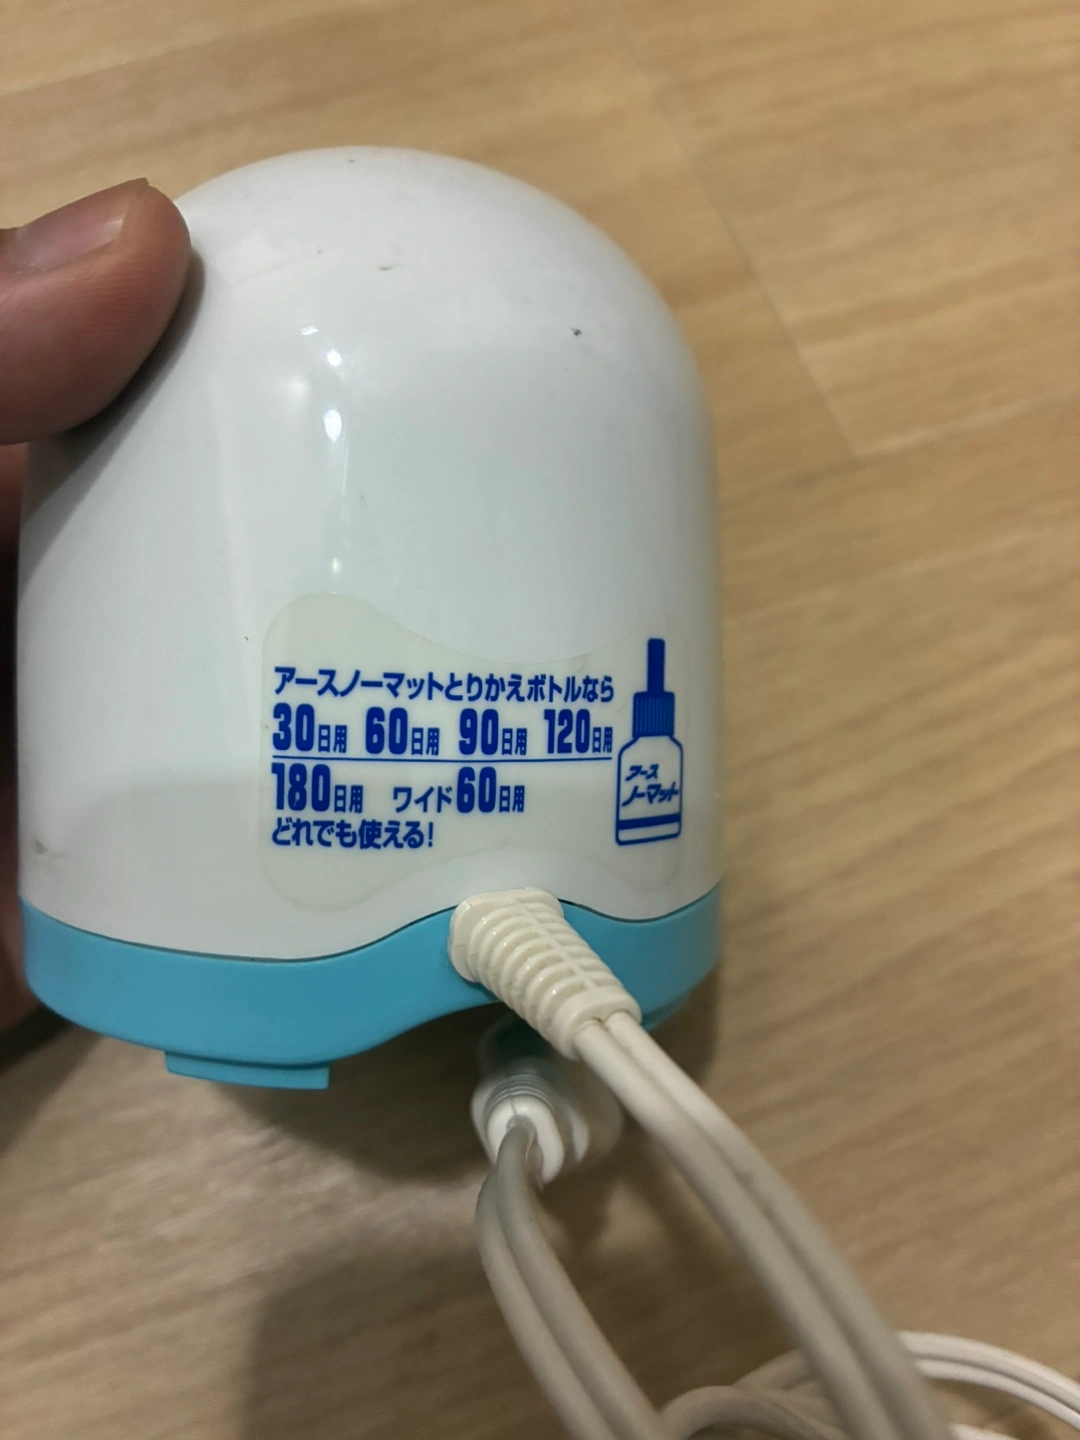 アースノーマットとりかえボトルなら
30日用 60日用 90日用 120日用
180日用 ワイド60日用
どれでも使える!
アース
ノーマット